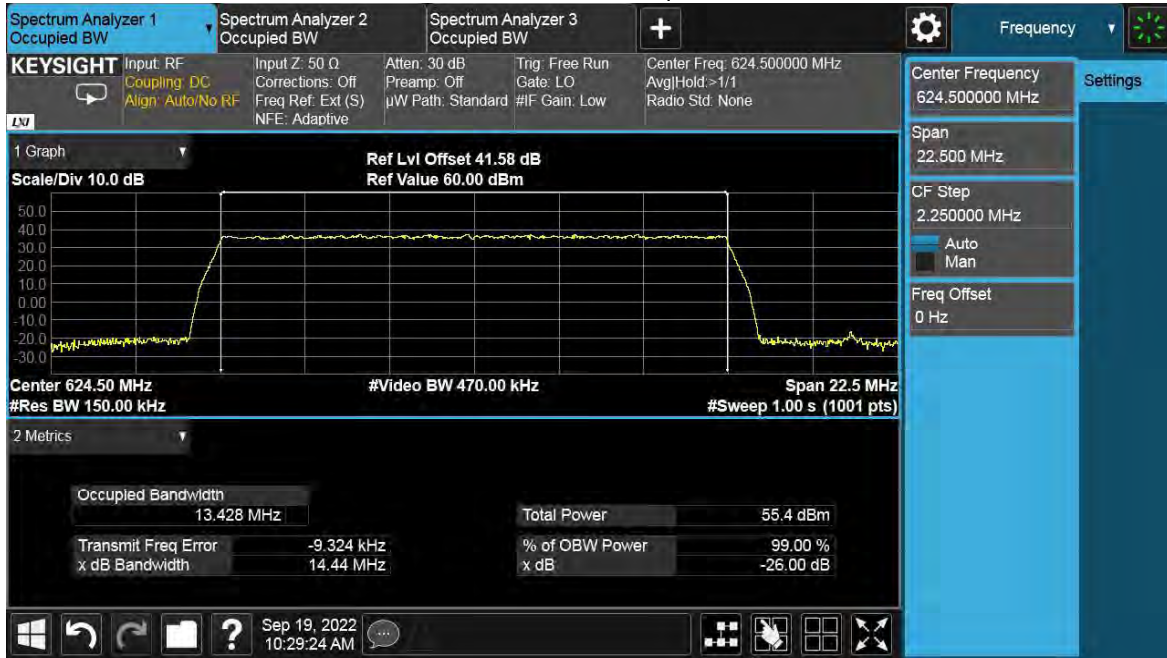 Spectrum Analyzer 1
Occupied BW
Spectrum Analyzer 2
Occupied BW
Spectrum Analyzer 3
Occupied BW
+
Frequency
KEYSIGHT
LXI
Input: RF
Coupling: DC
Align: Auto/No RF
Input Z: 50 Ω
Corrections: Off
Freq Ref: Ext (S)
NFE: Adaptive
Atten: 30 dB
Preamp: Off
µW Path: Standard
Trig: Free Run
Gate: LO
#IF Gain: Low
Center Freq: 624.500000 MHz
Avg|Hold:>1/1
Radio Std: None
Center Frequency
624.500000 MHz
Settings
Span
22.500 MHz
CF Step
2.250000 MHz
Auto
Man
Freq Offset
0 Hz
1 Graph
Scale/Div 10.0 dB
Ref Lvl Offset 41.58 dB
Ref Value 60.00 dBm
50.0
40.0
30.0
20.0
10.0
0.00
-10.0
-20.0
-30.0
Center 624.50 MHz
#Video BW 470.00 kHz
Span 22.5 MHz
#Res BW 150.00 kHz
#Sweep 1.00 s (1001 pts)
2 Metrics
Occupied Bandwidth
13.428 MHz
Total Power 55.4 dBm
Transmit Freq Error -9.324 kHz
% of OBW Power 99.00 %
x dB Bandwidth 14.44 MHz
x dB -26.00 dB
?
Sep 19, 2022
10:29:24 AM